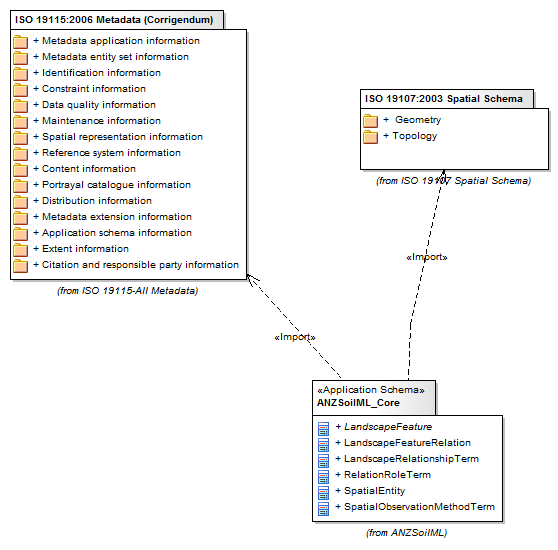 ISO 19115:2006 Metadata (Corrigendum)
+ Metadata application information
+ Metadata entity set information
+ Identification information
+ Constraint information
+ Data quality information
+ Maintenance information
+ Spatial representation information
+ Reference system information
+ Content information
+ Portrayal catalogue information
+ Distribution information
+ Metadata extension information
+ Application schema information
+ Extent information
+ Citation and responsible party information
(from ISO 19115-All Metadata)
ISO 19107:2003 Spatial Schema
+ Geometry
+ Topology
(from ISO 19107 Spatial Schema)
«Import»
«Import»
«Application Schema»
ANZSoilML_Core
+ LandscapeFeature
+ LandscapeFeatureRelation
+ LandscapeRelationshipTerm
+ RelationRoleTerm
+ SpatialEntity
+ SpatialObservationMethodTerm
(from ANZSoilML)